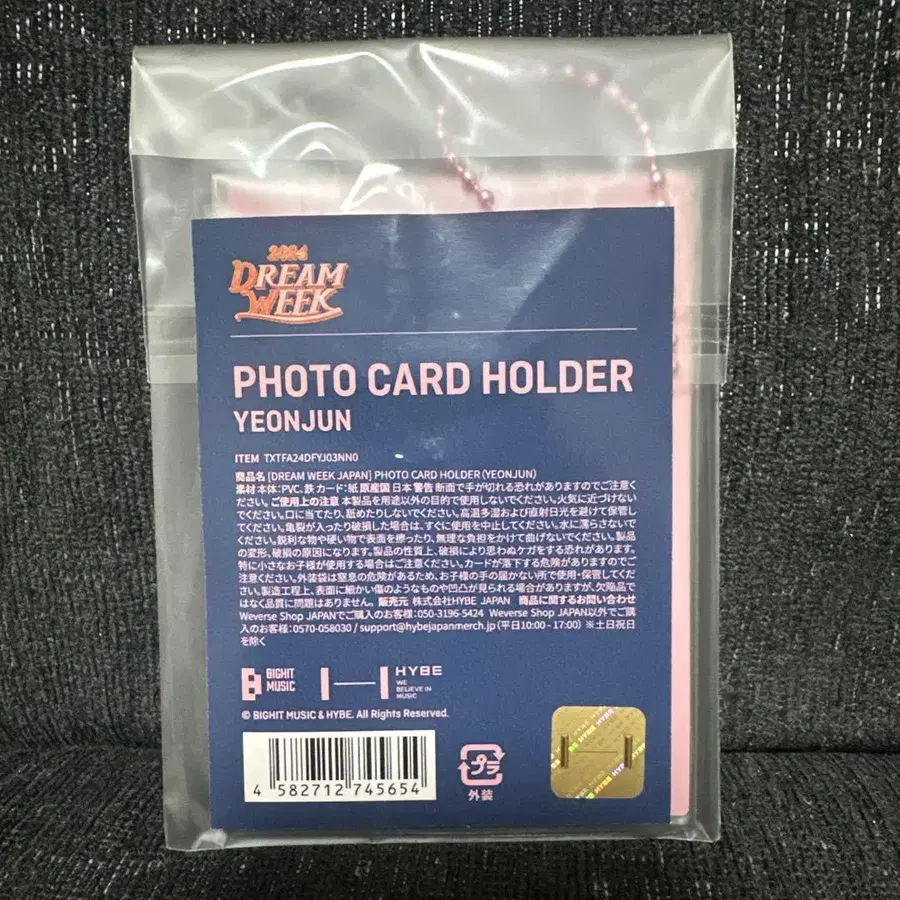 2024
DREAM
WEEK
PHOTO CARD HOLDER
YEONJUN
ITEM TXTFA24DFYJ03NN0
商品名 [DREAM WEEK JAPAN] PHOTO CARD HOLDER (YEONJUN)
素材 本体：PVC、鉄 カード：紙 原産国 日本 警告 断面で手が切れる恐れがありますのでご注意くだ
さい。ご使用上の注意 本製品を用途以外の目的で使用しないでください。火気に近づけない
でください。口に当てたり、舐めたりしないでください。高温多湿および直射日光を避けて保管し
てください。亀裂が入ったり破損した場合は、すぐに使用を中止してください。水に濡らさないで
ください。鋭利な物や硬い物で表面を擦ったり、無理な負担をかけて曲げないでください。製品
の変形、破損の原因になります。製品の性質上、破損により思わぬケガをする恐れがあります。
特に小さなお子様が使用する場合はご注意ください。カードが落下する危険がありますのでご
注意ください。外装袋は窒息の危険があるため、お子様の手の届かない所で使用・保管してくだ
さい。製造工程上、表面に細かい傷のようなものや凹凸が見られる場合がありますが、欠陥品で
はなく品質に問題はありません。販売元 株式会社HYBE JAPAN 商品に関するお問い合わせ
Weverse Shop JAPANでご購入のお客様：050-3196-5424 Weverse Shop JAPAN以外でご購
入のお客様：0570-058030 / support@hybejapanmerch.jp (平日10:00 - 17:00) ※土日祝日
を除く
BIGHIT
MUSIC
HYBE
WE
BELIEVE IN
MUSIC
© BIGHIT MUSIC & HYBE. All Rights Reserved.
4 582712 745654
プラ
外装
HYBE HYBE